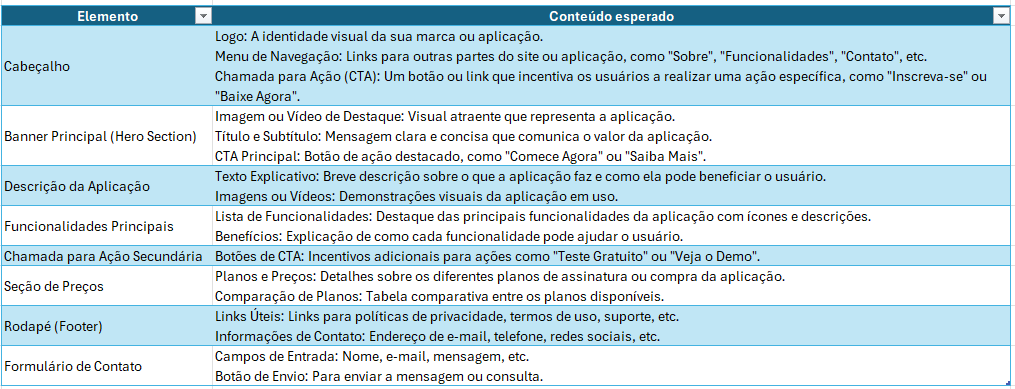 Elemento Conteúdo esperado
Cabeçalho
Logo: A identidade visual da sua marca ou aplicação.
Menu de Navegação: Links para outras partes do site ou aplicação, como "Sobre", "Funcionalidades", "Contato", etc.
Chamada para Ação (CTA): Um botão ou link que incentiva os usuários a realizar uma ação específica, como "Inscreva-se" ou
"Baixe Agora".
Banner Principal (Hero Section)
Imagem ou Vídeo de Destaque: Visual atraente que representa a aplicação.
Título e Subtítulo: Mensagem clara e concisa que comunica o valor da aplicação.
CTA Principal: Botão de ação destacado, como "Comece Agora" ou "Saiba Mais".
Descrição da Aplicação
Texto Explicativo: Breve descrição sobre o que a aplicação faz e como ela pode beneficiar o usuário.
Imagens ou Vídeos: Demonstrações visuais da aplicação em uso.
Funcionalidades Principais
Lista de Funcionalidades: Destaque das principais funcionalidades da aplicação com ícones e descrições.
Benefícios: Explicação de como cada funcionalidade pode ajudar o usuário.
Chamada para Ação Secundária Botões de CTA: Incentivos adicionais para ações como "Teste Gratuito" ou "Veja o Demo".
Seção de Preços
Planos e Preços: Detalhes sobre os diferentes planos de assinatura ou compra da aplicação.
Comparação de Planos: Tabela comparativa entre os planos disponíveis.
Rodapé (Footer)
Links Úteis: Links para políticas de privacidade, termos de uso, suporte, etc.
Informações de Contato: Endereço de e-mail, telefone, redes sociais, etc.
Formulário de Contato
Campos de Entrada: Nome, e-mail, mensagem, etc.
Botão de Envio: Para enviar a mensagem ou consulta.